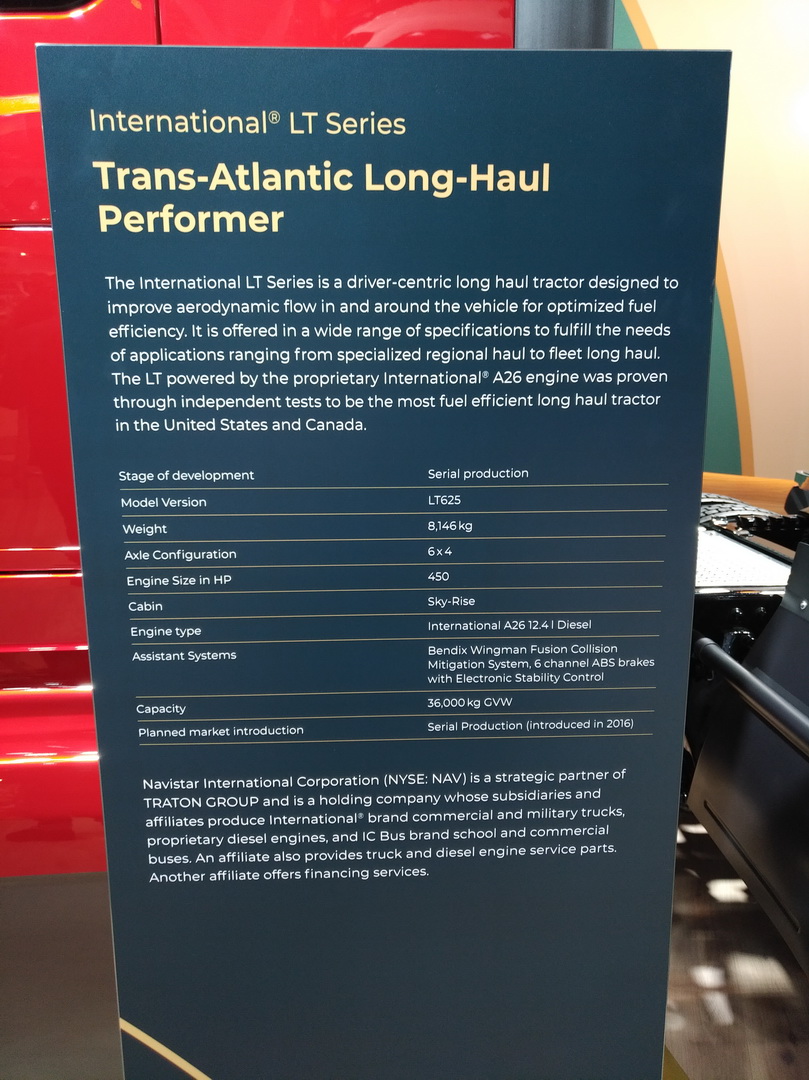 International® LT Series
Trans-Atlantic Long-Haul
Performer
The International LT Series is a driver-centric long haul tractor designed to
improve aerodynamic flow in and around the vehicle for optimized fuel
efficiency. It is offered in a wide range of specifications to fulfill the needs
of applications ranging from specialized regional haul to fleet long haul.
The LT powered by the proprietary International® A26 engine was proven
through independent tests to be the most fuel efficient long haul tractor
in the United States and Canada.
Stage of development Serial production
Model Version LT625
Weight 8,146 kg
Axle Configuration 6 x 4
Engine Size in HP 450
Cabin Sky-Rise
Engine type International A26 12.4 l Diesel
Assistant Systems Bendix Wingman Fusion Collision
Mitigation System, 6 channel ABS brakes
with Electronic Stability Control
Capacity 36,000 kg GVW
Planned market introduction Serial Production (introduced in 2016)
Navistar International Corporation (NYSE: NAV) is a strategic partner of
TRATON GROUP and is a holding company whose subsidiaries and
affiliates produce International® brand commercial and military trucks,
proprietary diesel engines, and IC Bus brand school and commercial
buses. An affiliate also provides truck and diesel engine service parts.
Another affiliate offers financing services.